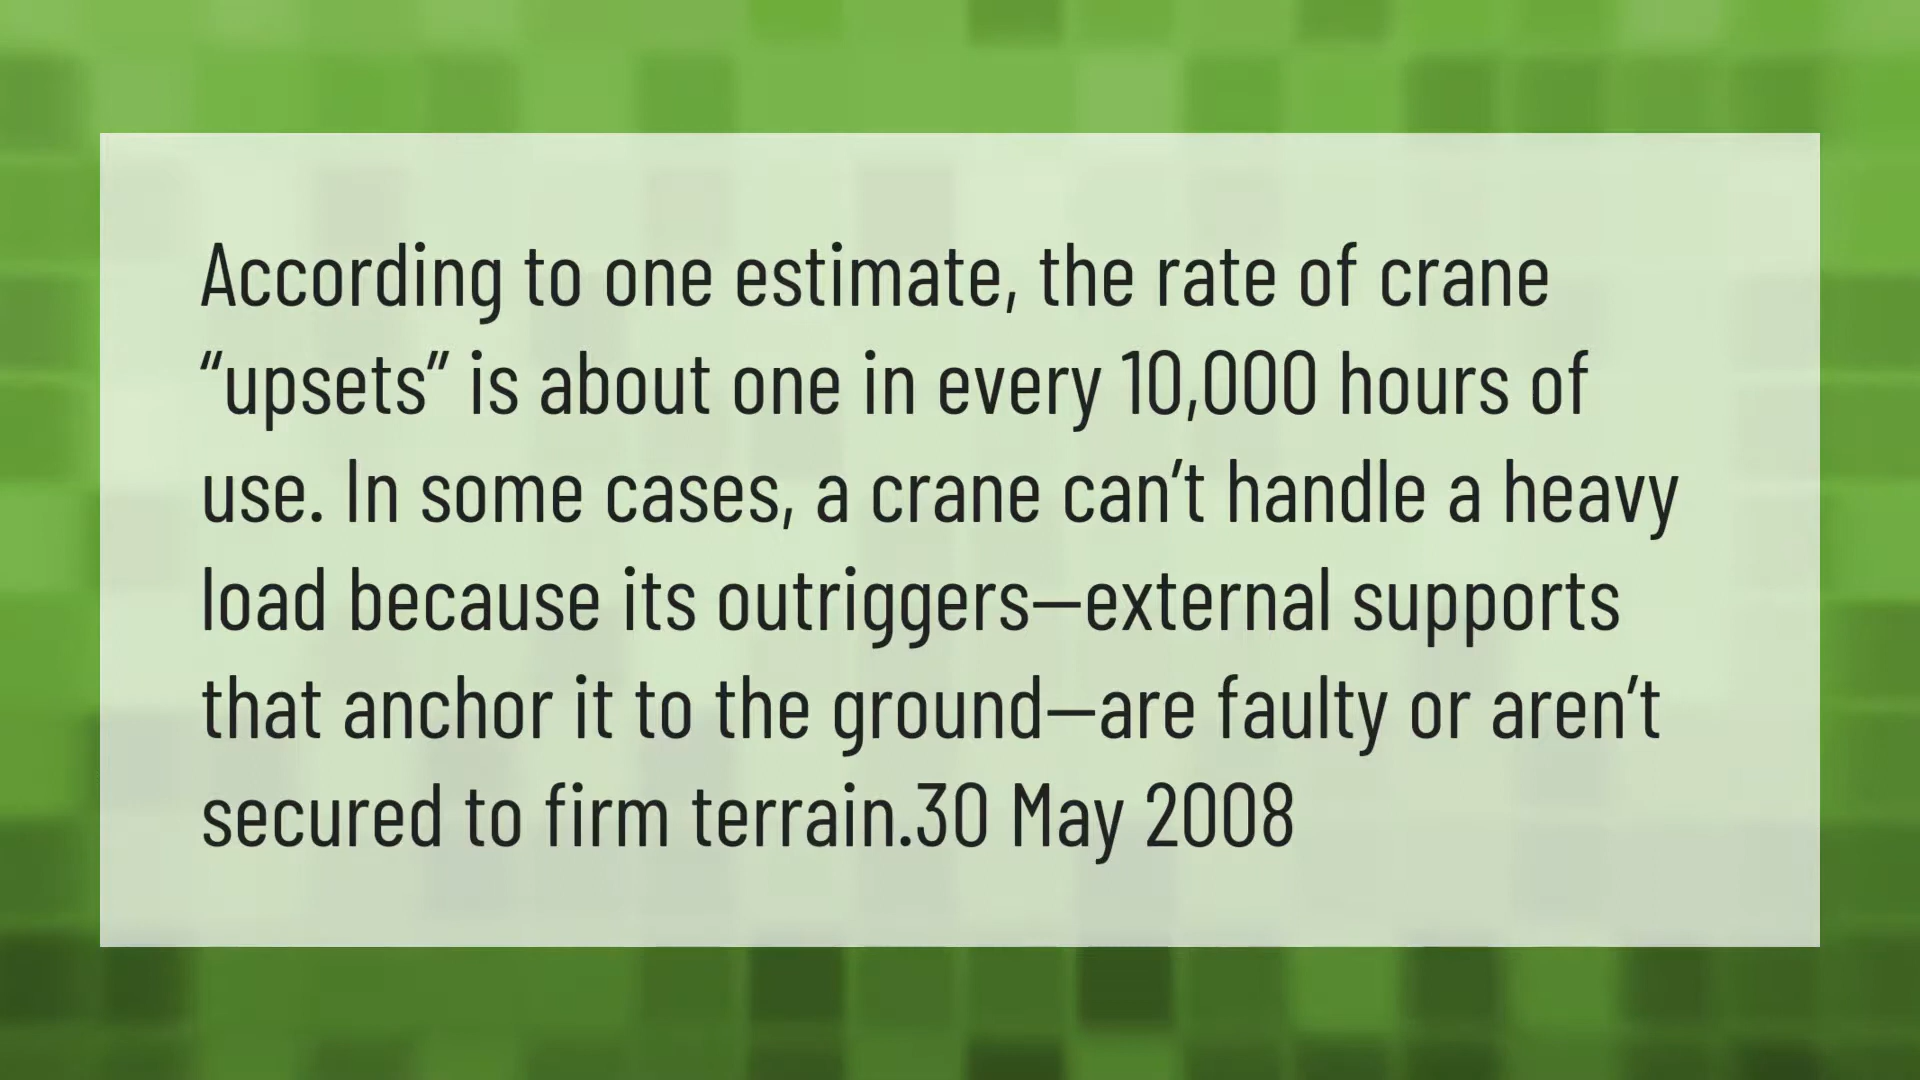 According to one estimate, the rate of crane
“upsets” is about one in every 10,000 hours of
use. In some cases, a crane can’t handle a heavy
load because its outriggers—external supports
that anchor it to the ground—are faulty or aren’t
secured to firm terrain.30 May 2008